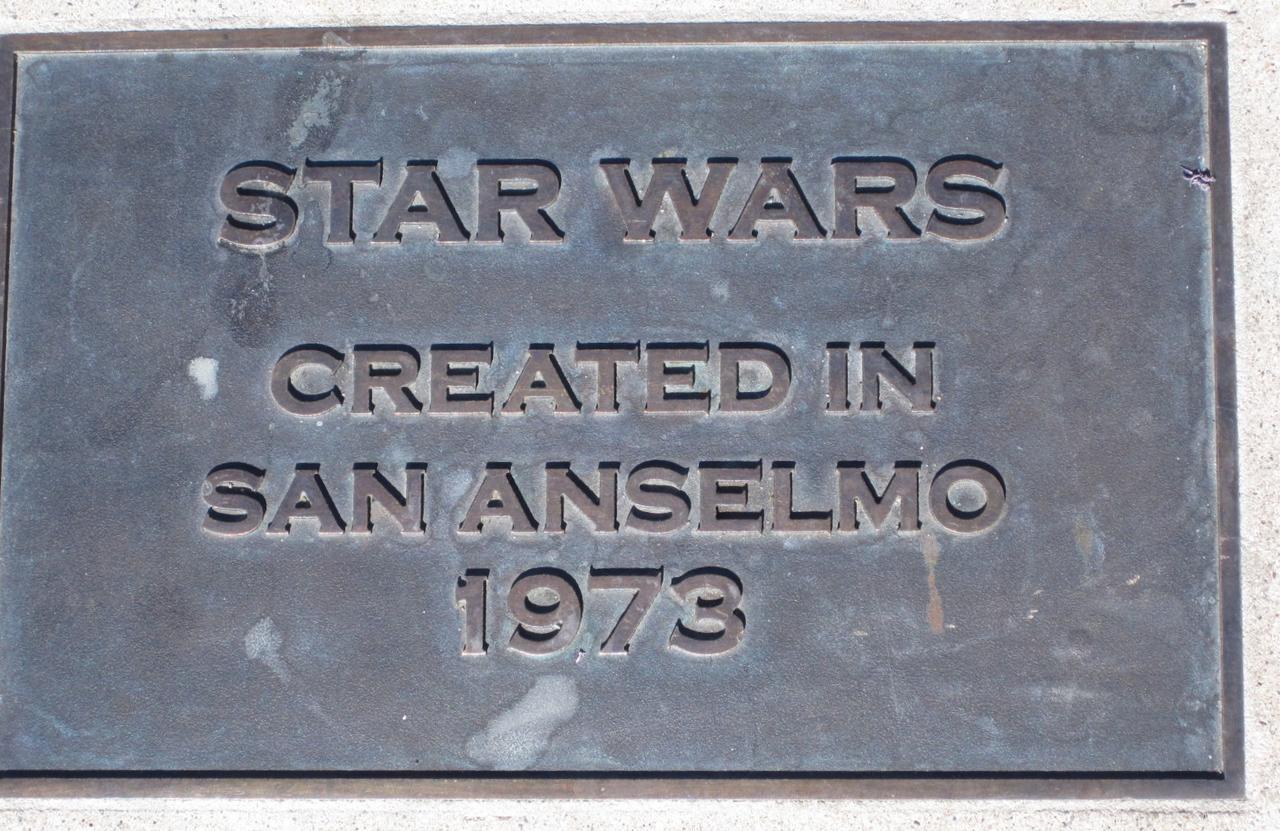 STAR WARS
CREATED IN
SAN ANSELMO
1973